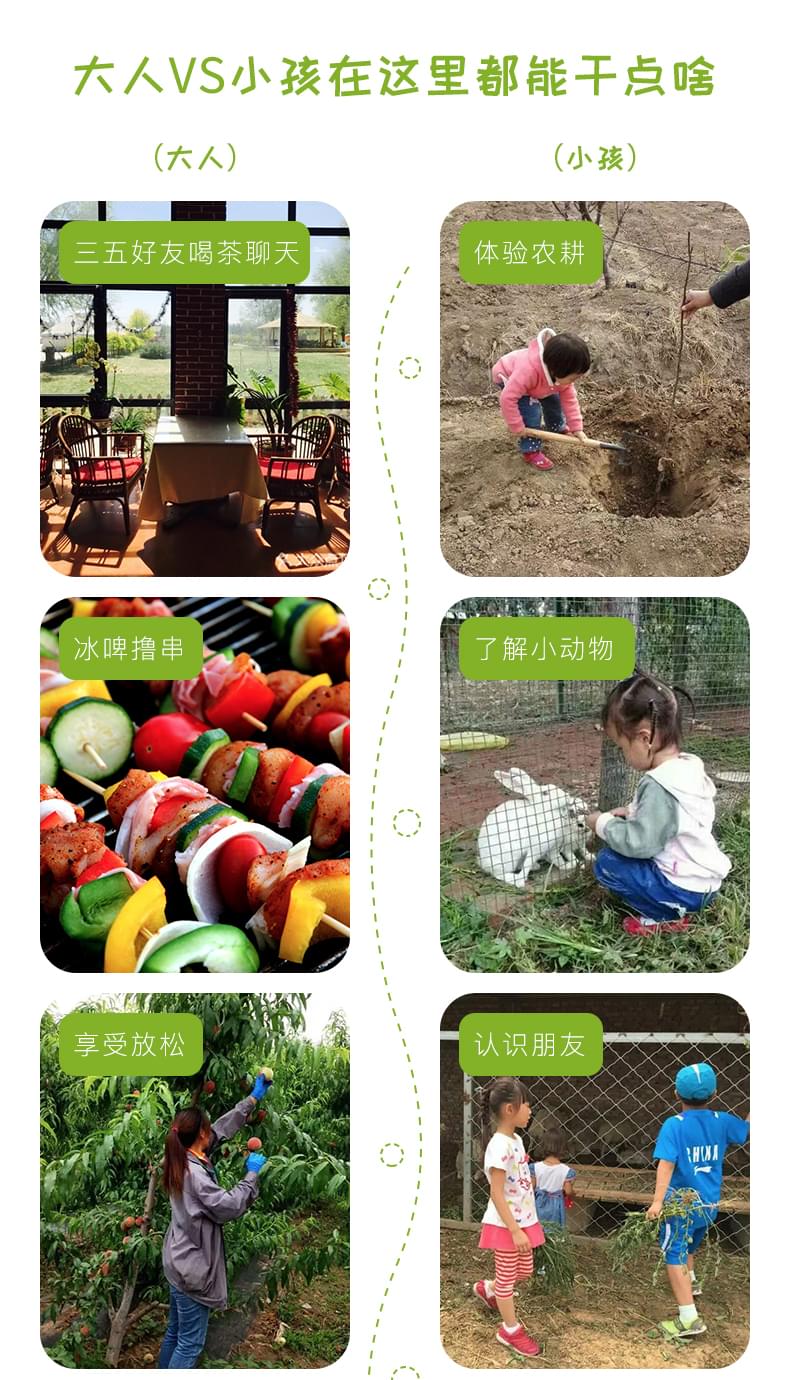 大人VS小孩在这里都能干点啥
(大人)
(小孩)
三五好友喝茶聊天
体验农耕
冰啤撸串
了解小动物
享受放松
认识朋友